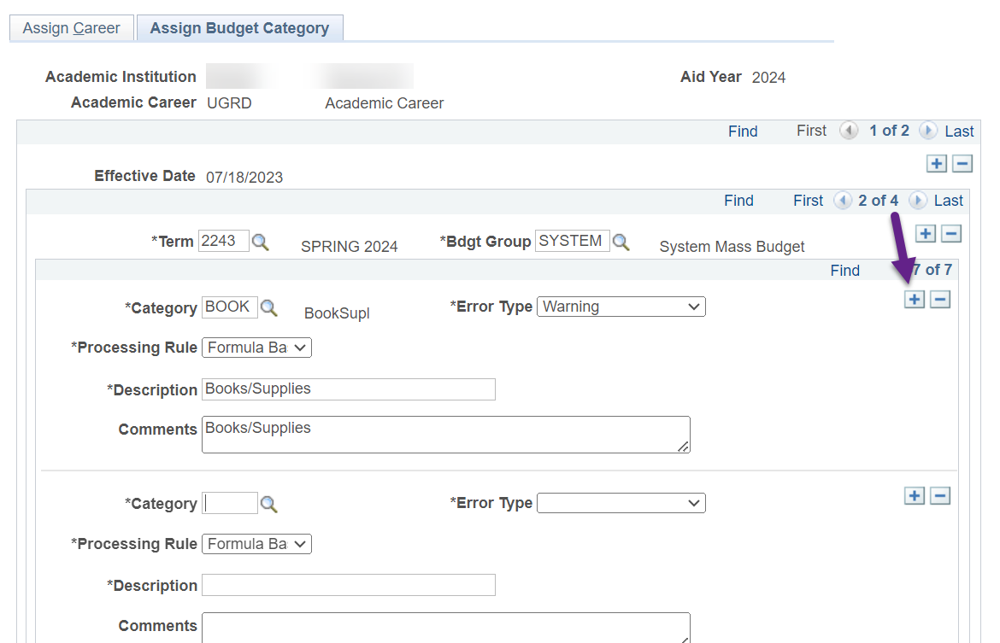 Assign Career Assign Budget Category
Academic Institution Aid Year 2024
Academic Career UGRD Academic Career
Find First 1 of 2 Last
Effective Date 07/18/2023
Find First 2 of 4 Last
*Term 2243 SPRING 2024 *Bdgt Group SYSTEM System Mass Budget
Find 7 of 7
*Category BOOK BookSupl *Error Type Warning
*Processing Rule Formula Ba
*Description Books/Supplies
Comments Books/Supplies
*Category *Error Type
*Processing Rule Formula Ba
*Description
Comments